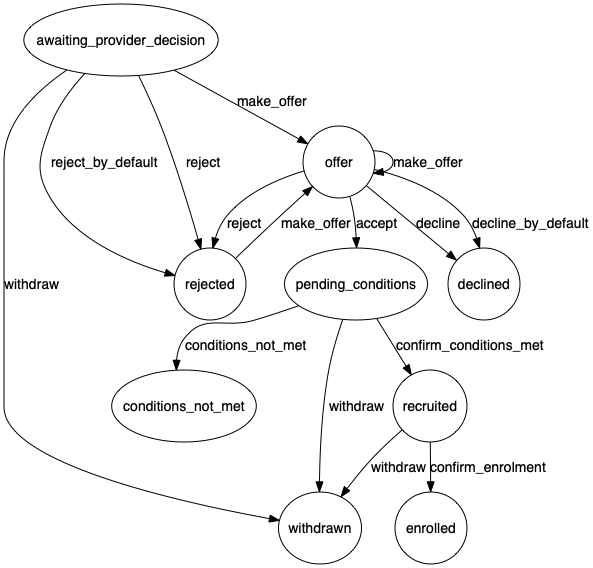 awaiting_provider_decision
make_offer
offer
make_offer
reject_by_default
reject
reject
make_offer
accept
decline
decline_by_default
withdraw
rejected
pending_conditions
declined
conditions_not_met
confirm_conditions_met
conditions_not_met
withdraw
recruited
withdraw
confirm_enrolment
withdrawn
enrolled